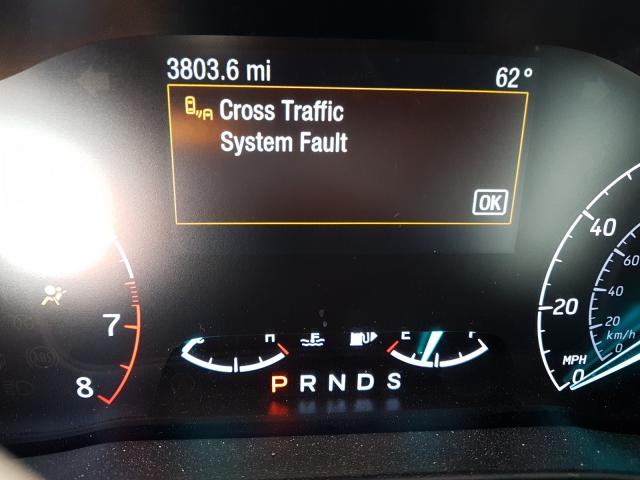 3803.6 mi 62°
Cross Traffic
System Fault
OK
40
60
40
20 20
7 km/h
C H E F MPH 0
8 P R N D S 0
ABS